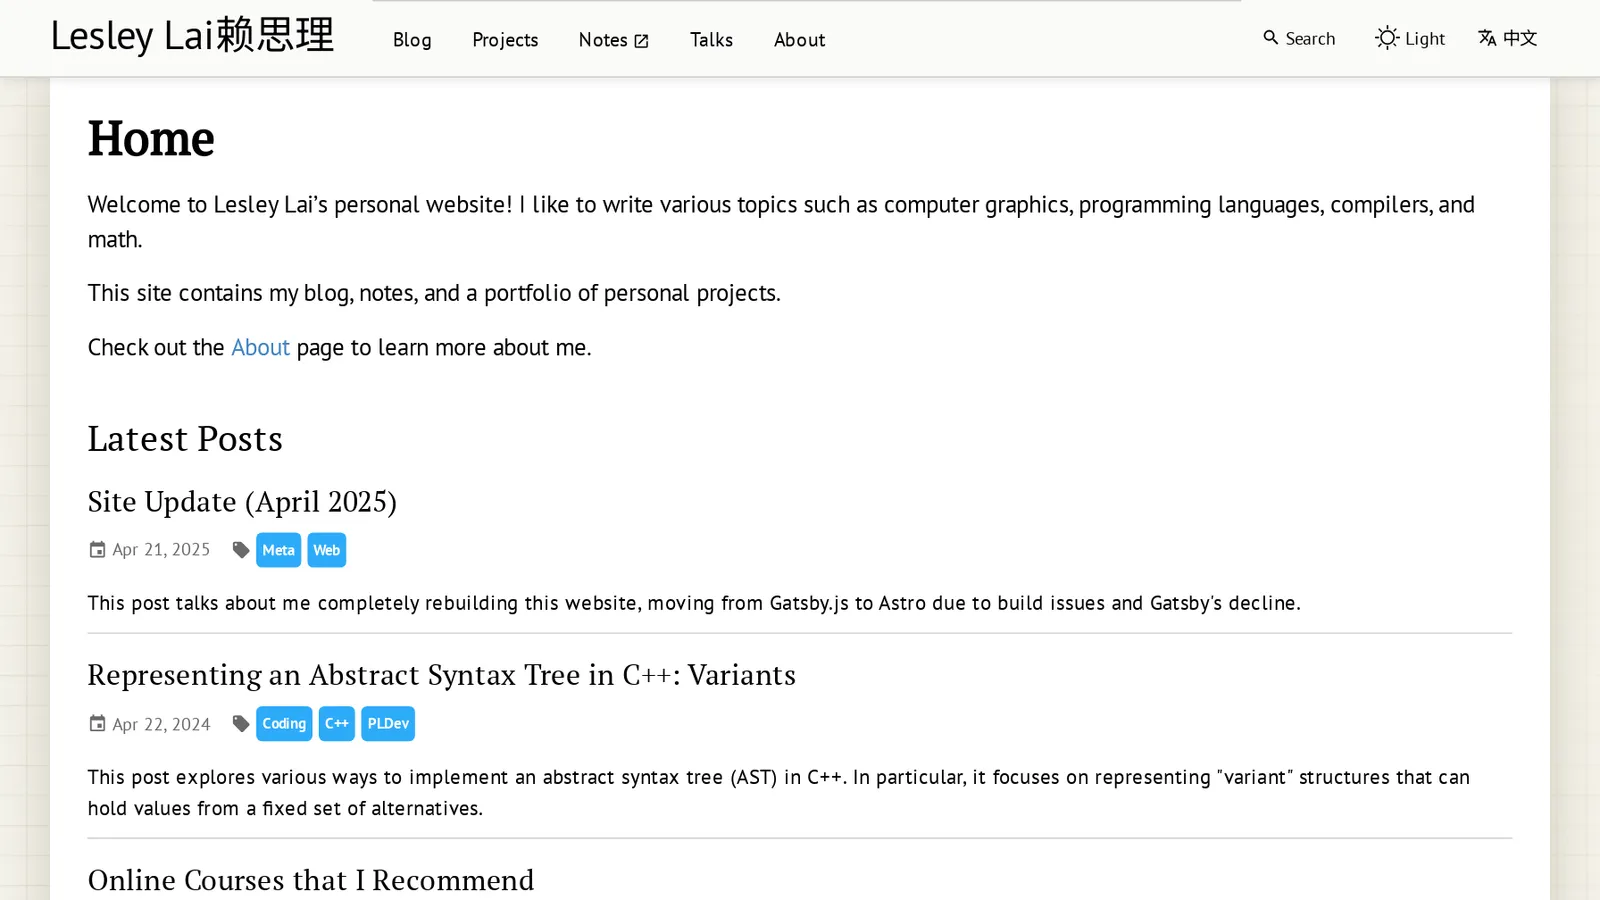 Lesley Lai赖思理
Blog
Projects
Notes
Talks
About
Search
Light
中文
Home
Welcome to Lesley Lai’s personal website! I like to write various topics such as computer graphics, programming languages, compilers, and
math.
This site contains my blog, notes, and a portfolio of personal projects.
Check out the About page to learn more about me.
Latest Posts
Site Update (April 2025)
Apr 21, 2025 Meta Web
This post talks about me completely rebuilding this website, moving from Gatsby.js to Astro due to build issues and Gatsby's decline.
Representing an Abstract Syntax Tree in C++: Variants
Apr 22, 2024 Coding C++ PLDev
This post explores various ways to implement an abstract syntax tree (AST) in C++. In particular, it focuses on representing "variant" structures that can
hold values from a fixed set of alternatives.
Online Courses that I Recommend